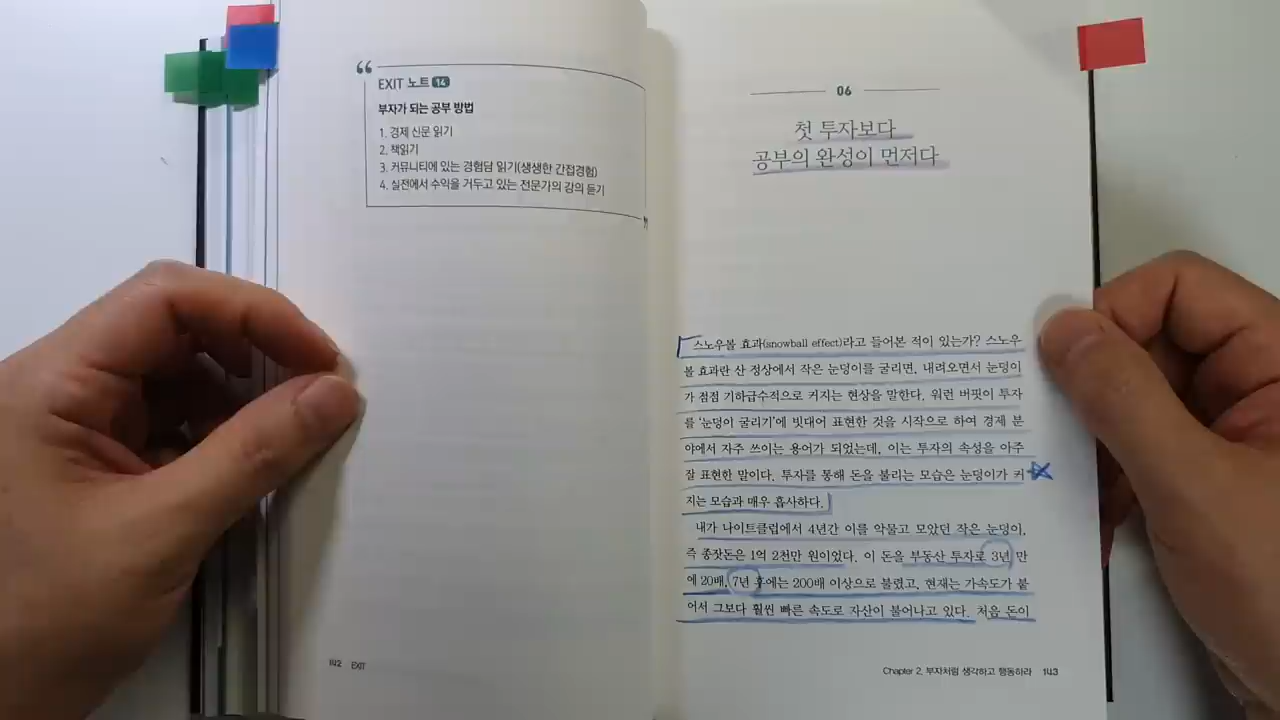 EXIT 노트 14
부자가 되는 공부 방법
1. 경제 신문 읽기
2. 책읽기
3. 커뮤니티에 있는 경험담 읽기(생생한 간접경험)
4. 실전에서 수익을 거두고 있는 전문가의 강의 듣기
142 EXIT
06
첫 투자보다
공부의 완성이 먼저다
스노우볼 효과(snowball effect)라고 들어본 적이 있는가? 스노우
볼 효과란 산 정상에서 작은 눈덩이를 굴리면, 내려오면서 눈덩이
가 점점 기하급수적으로 커지는 현상을 말한다. 워런 버핏이 투자
를 '눈덩이 굴리기'에 빗대어 표현한 것을 시작으로 하여 경제 분
야에서 자주 쓰이는 용어가 되었는데, 이는 투자의 속성을 아주
잘 표현한 말이다. 투자를 통해 돈을 불리는 모습은 눈덩이가 커
지는 모습과 매우 흡사하다.
내가 나이트클럽에서 4년간 이를 악물고 모았던 작은 눈덩이,
즉 종잣돈은 1억 2천만 원이었다. 이 돈을 부동산 투자로 3년 만
에 20배, 7년 후에는 200배 이상으로 불렸고, 현재는 가속도가 붙
어서 그보다 훨씬 빠른 속도로 자산이 불어나고 있다. 처음 돈이
Chapter 2. 부자처럼 생각하고 행동하라 143